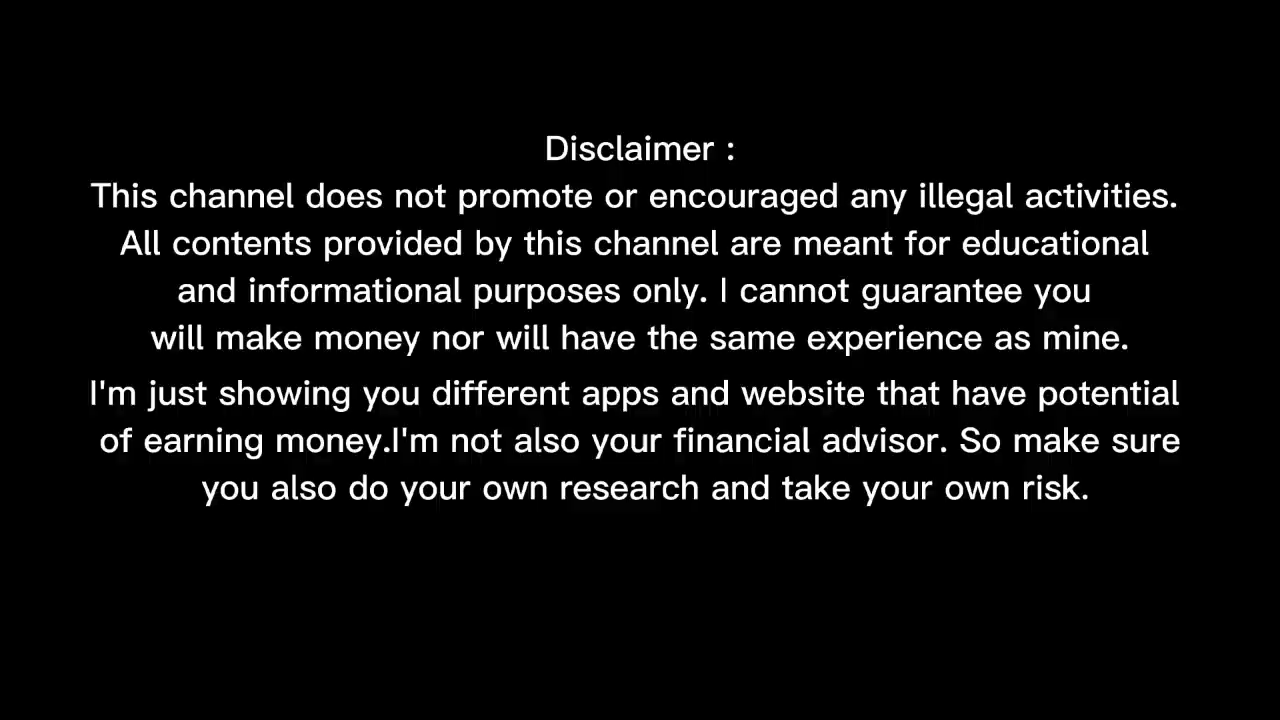 Disclaimer :
This channel does not promote or encouraged any illegal activities.
All contents provided by this channel are meant for educational
and informational purposes only. I cannot guarantee you
will make money nor will have the same experience as mine.
I'm just showing you different apps and website that have potential
of earning money.I'm not also your financial advisor. So make sure
you also do your own research and take your own risk.